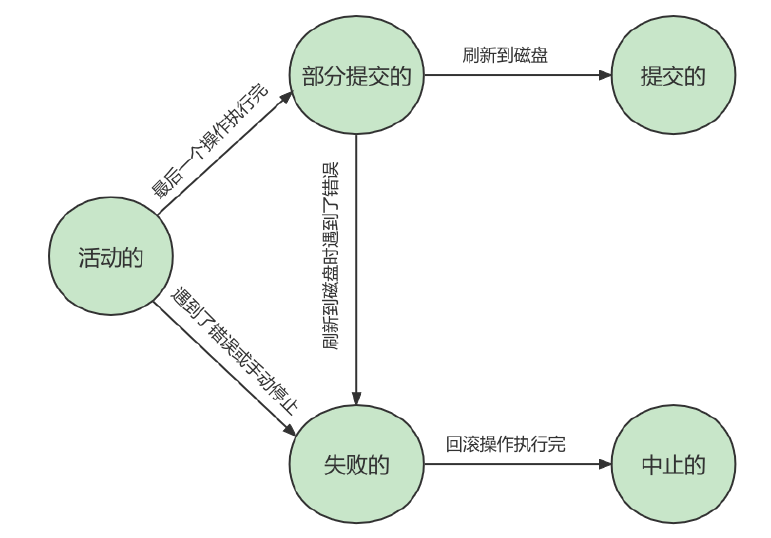 部分提交的
刷新到磁盘
提交的
最后一个操作执行完
刷新到磁盘时遇到了错误
活动的
遇到了错误或手动停止
失败的
回滚操作执行完
中止的